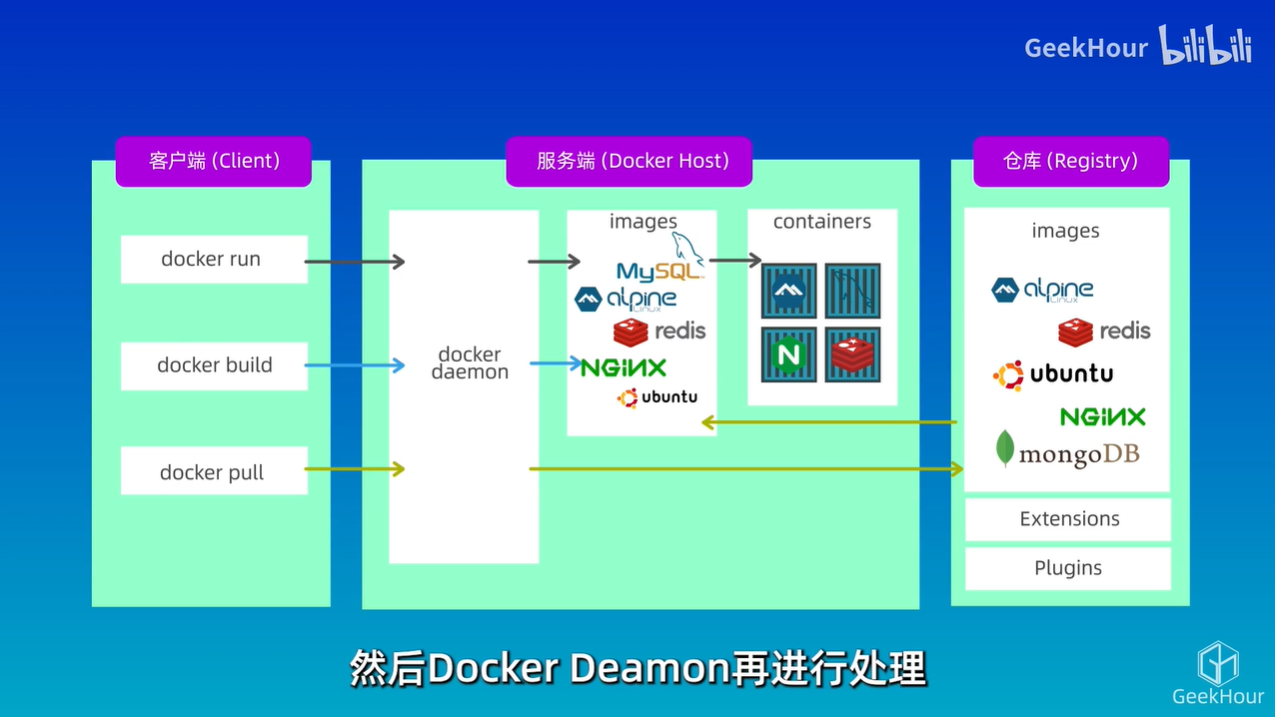 GeekHour bilibili
客户端 (Client)
服务端 (Docker Host)
仓库 (Registry)
docker run
docker build
docker pull
docker
daemon
images
MySQL
alpine
LINUX
redis
NGINX
ubuntu
containers
N
images
alpine
LINUX
redis
ubuntu
NGINX
mongoDB
Extensions
Plugins
然后Docker Deamon再进行处理
GeekHour